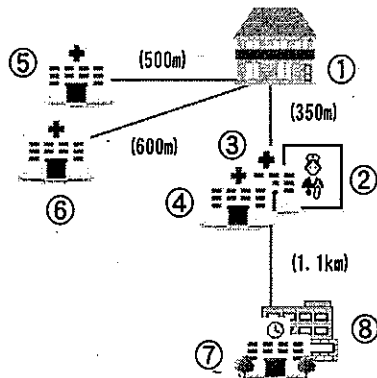 ⑤ (500m) ①
(350m)
③
(600m) ②
⑥ ④
(1.1km)
⑧
⑦